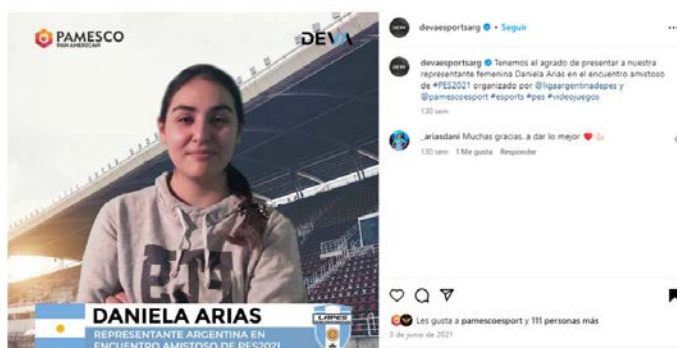 PAMESCO
PANAMERICAN
DEVA
DANIELA ARIAS
REPRESENTANTE ARGENTINA EN
ENCUENTRO AMISTOSO DE PES2021
LAPES
devaesportsarg • Seguir
devaesportsarg Tenemos el agrado de presentar a nuestra
representante femenina Daniela Arias en el encuentro amistoso
de #PES2021 organizado por @ligaargentinadepes y
@pamescoesport #esports #pes #videojuegos
130 sem
_ariasdani Muchas gracias, a dar lo mejor
130 sem 1 Me gusta Responder
Les gusta a pamescoesport y 111 personas más
3 de junio de 2021